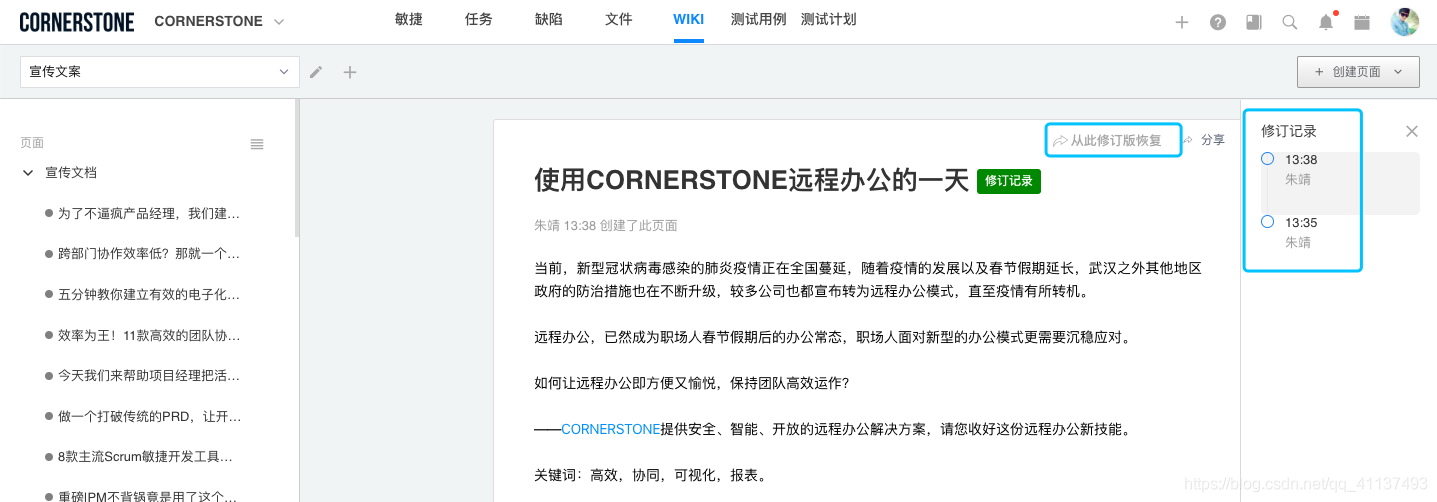 CORNERSTONE CORNERSTONE 敏捷 任务 缺陷 文件 WIKI 测试用例 测试计划
宣传文案
创建页面
页面
宣传文档
为了不逼疯产品经理，我们建…
跨部门协作效率低？那就一个…
五分钟教你建立有效的电子化…
效率为王！11款高效的团队协…
今天我们来帮助项目经理把活…
做一个打破传统的PRD，让开…
8款主流Scrum敏捷开发工具…
重磅IPM不背锅竟是用了这个…
从此修订版恢复 分享
使用CORNERSTONE远程办公的一天 修订记录
朱靖 13:38 创建了此页面
当前，新型冠状病毒感染的肺炎疫情正在全国蔓延，随着疫情的发展以及春节假期延长，武汉之外其他地区
政府的防治措施也在不断升级，较多公司也都宣布转为远程办公模式，直至疫情有所转机。
远程办公，已然成为职场人春节假期后的办公常态，职场人面对新型的办公模式更需要沉稳应对。
如何让远程办公即方便又愉悦，保持团队高效运作？
——CORNERSTONE提供安全、智能、开放的远程办公解决方案，请您收好这份远程办公新技能。
关键词：高效，协同，可视化，报表。
修订记录
13:38
朱靖
13:35
朱靖
https://blog.csdn.net/qq_41137493